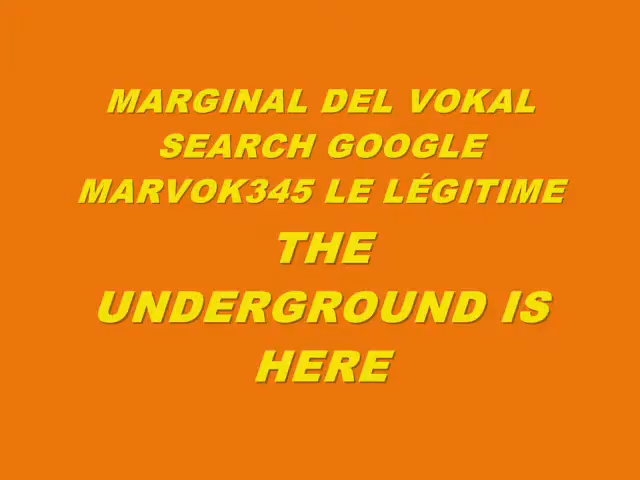 MARGINAL DEL VOKAL
SEARCH GOOGLE
MARVOK345 LE LÉGITIME
THE
UNDERGROUND IS
HERE